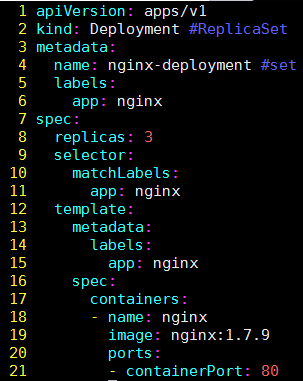 1 apiVersion: apps/v1
2 kind: Deployment #ReplicaSet
3 metadata:
4   name: nginx-deployment #set
5   labels:
6     app: nginx
7 spec:
8   replicas: 3
9   selector:
10     matchLabels:
11       app: nginx
12   template:
13     metadata:
14       labels:
15         app: nginx
16     spec:
17       containers:
18       - name: nginx
19         image: nginx:1.7.9
20         ports:
21         - containerPort: 80